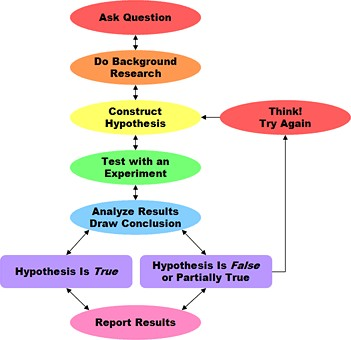 Ask Question
Do Background
Research
Construct
Hypothesis
Think!
Try Again
Test with an
Experiment
Analyze Results
Draw Conclusion
Hypothesis Is True
Hypothesis Is False
or Partially True
Report Results